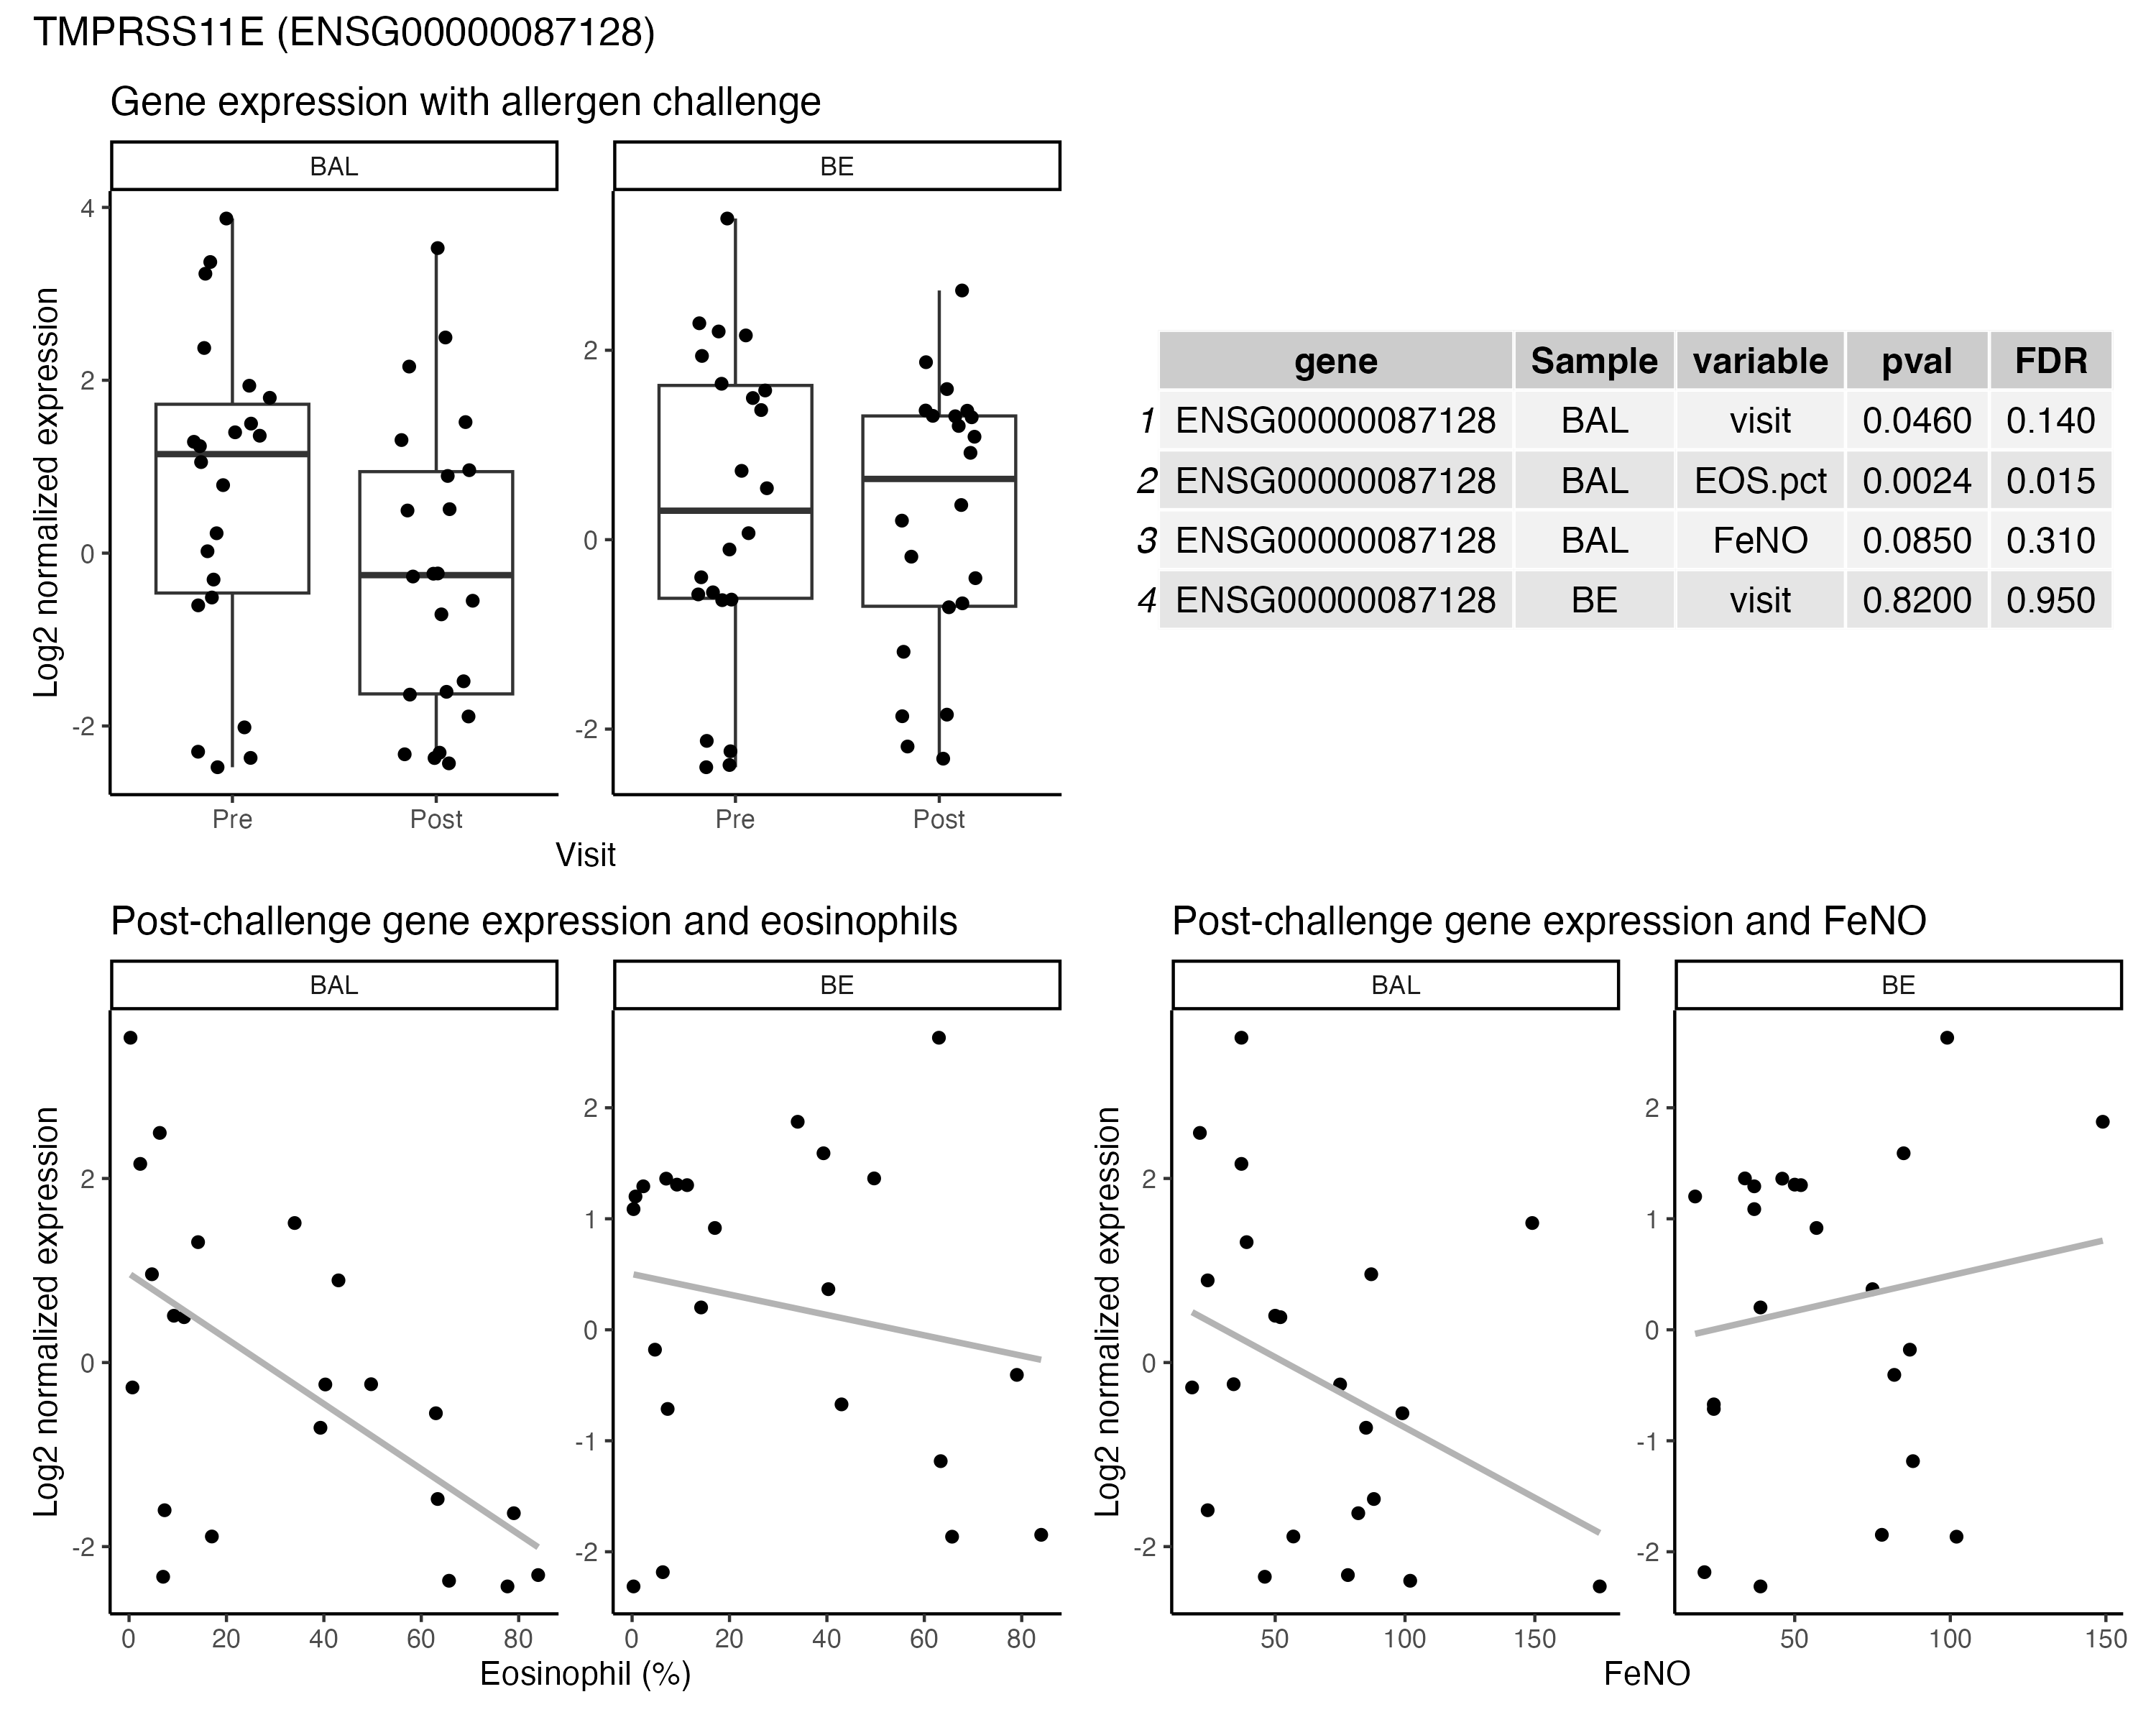 TMPRSS11E (ENSG00000087128)
Gene expression with allergen challenge
BAL
BE
Log2 normalized expression
4
2
0
-2
2
0
-2
Pre
Post
Pre
Post
Visit
gene Sample variable pval FDR
1 ENSG00000087128 BAL visit 0.0460 0.140
2 ENSG00000087128 BAL EOS.pct 0.0024 0.015
3 ENSG00000087128 BAL FeNO 0.0850 0.310
4 ENSG00000087128 BE visit 0.8200 0.950
Post-challenge gene expression and eosinophils
BAL
BE
Log2 normalized expression
2
0
-2
2
1
0
-1
-2
0 20 40 60 80
0 20 40 60 80
Eosinophil (%)
Post-challenge gene expression and FeNO
BAL
BE
Log2 normalized expression
2
0
-2
2
1
0
-1
-2
50 100 150
50 100 150
FeNO